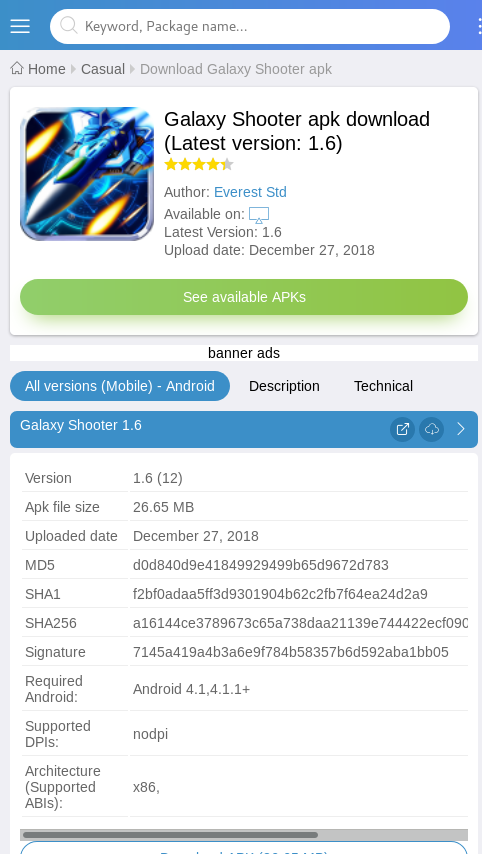 Keyword, Package name...
Home Casual Download Galaxy Shooter apk
Galaxy Shooter apk download
(Latest version: 1.6)
Author: Everest Std
Available on:
Latest Version: 1.6
Upload date: December 27, 2018
See available APKs
banner ads
All versions (Mobile) - Android Description Technical
Galaxy Shooter 1.6
Version 1.6 (12)
Apk file size 26.65 MB
Uploaded date December 27, 2018
MD5 d0d840d9e41849929499b65d9672d783
SHA1 f2bf0adaa5ff3d9301904b62c2fb7f64ea24d2a9
SHA256 a16144ce3789673c65a738daa21139e744422ecf090
Signature 7145a419a4b3a6e9f784b58357b6d592aba1bb05
Required
Android: Android 4.1,4.1.1+
Supported
DPIs: nodpi
Architecture
(Supported
ABIs): x86,